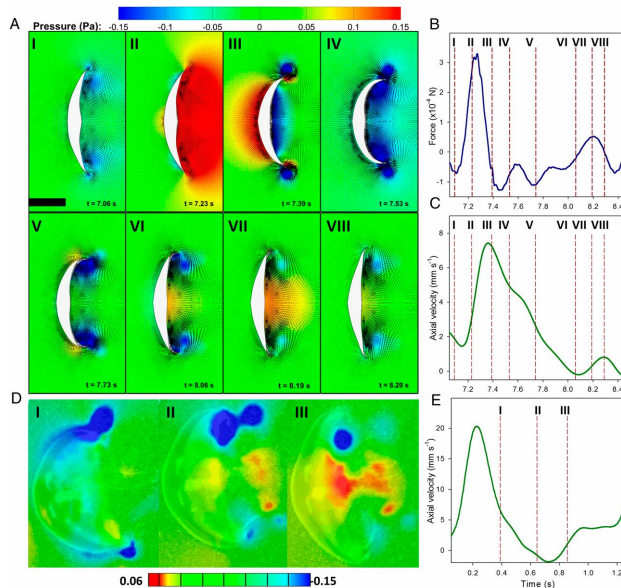 -0.15 -0.1 -0.05 0 0.05 0.1 0.15
Pressure (Pa):
A
I II III IV
t = 7.06 s t = 7.23 s t = 7.39 s t = 7.53 s
V VI VII VIII
t = 7.73 s t = 8.06 s t = 8.19 s t = 8.29 s
B
I II III IV V VI VII VIII
Force (x10⁻⁴ N)
3
2
1
0
-1
7.2 7.4 7.6 7.8 8.0 8.2 8.4
C
I II III IV V VI VII VIII
Axial velocity (mm s⁻¹)
8
6
4
2
0
7.2 7.4 7.6 7.8 8.0 8.2 8.4
D
I II III
0.06 -0.15
E
I II III
Axial velocity (mm s⁻¹)
20
15
10
5
0
0.2 0.4 0.6 0.8 1.0 1.2
Time (s)